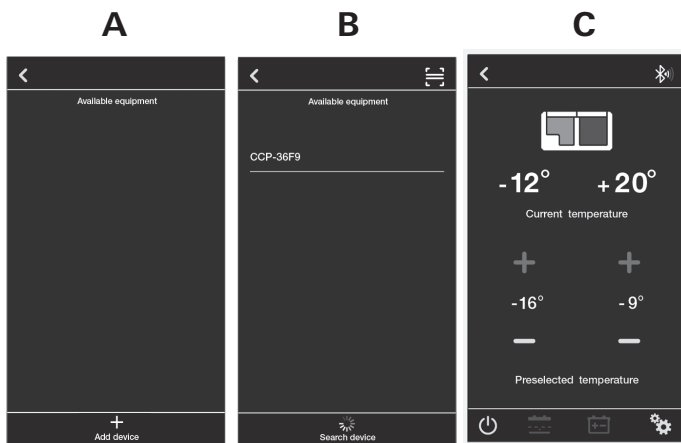 A
B
C
Available equipment
Add device
Available equipment
CCP-36F9
Search device
-12° +20°
Current temperature
+ +
-16° -9°
− −
Preselected temperature